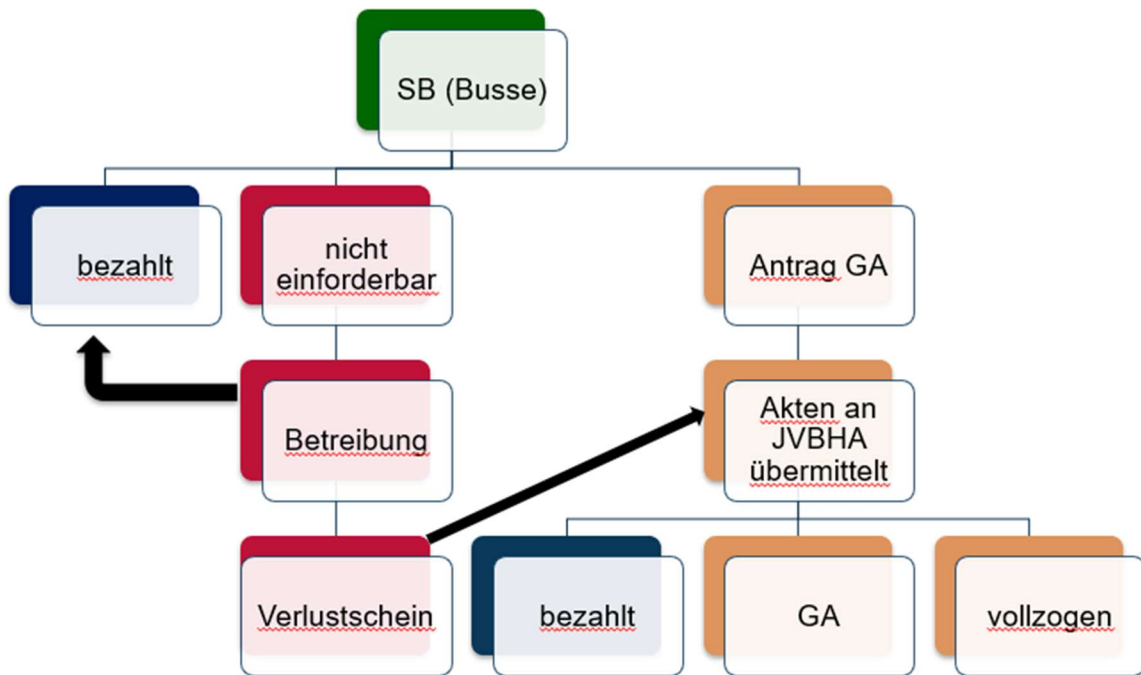 SB (Busse)
bezahlt
nicht
einforderbar
Antrag GA
Betreibung
Akten an
JVBHA
übermittelt
Verlustschein
bezahlt
GA
vollzogen